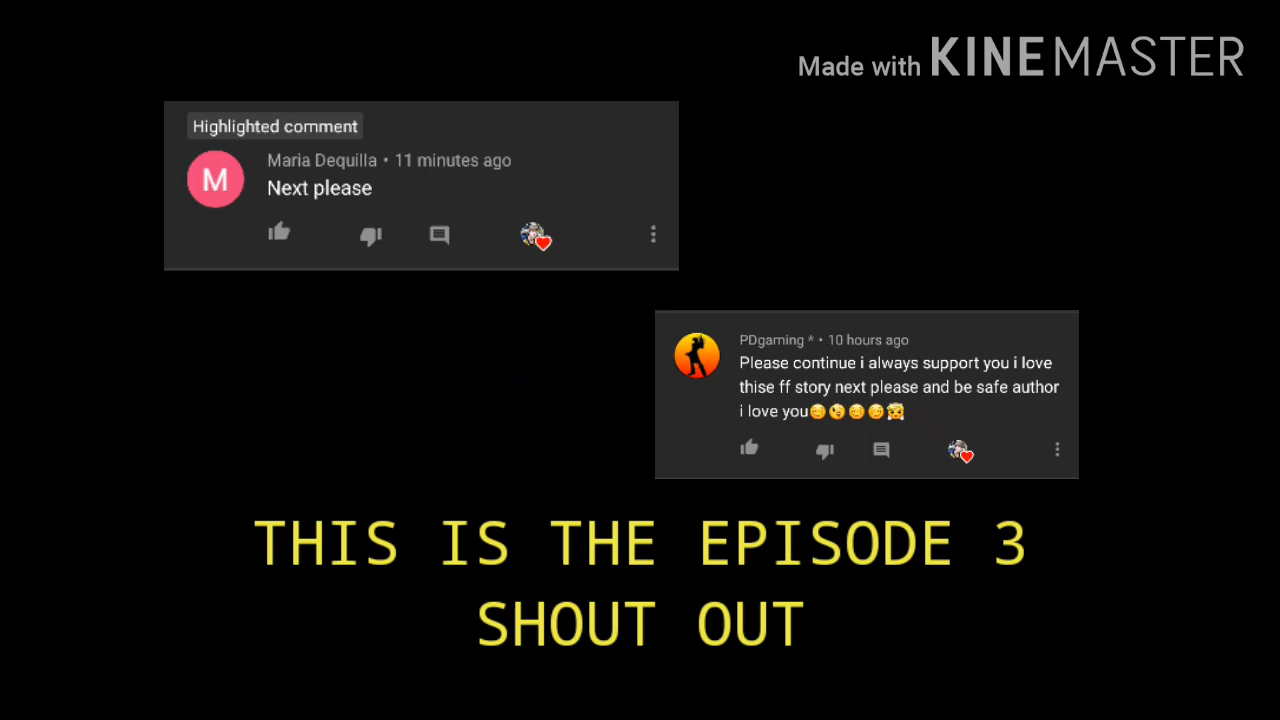 Made with KINEMASTER
Highlighted comment
M
Maria Dequilla • 11 minutes ago
Next please
PDgaming * • 10 hours ago
Please continue i always support you i love
thise ff story next please and be safe author
i love you😊😉😊😊🧝
THIS IS THE EPISODE 3
SHOUT OUT